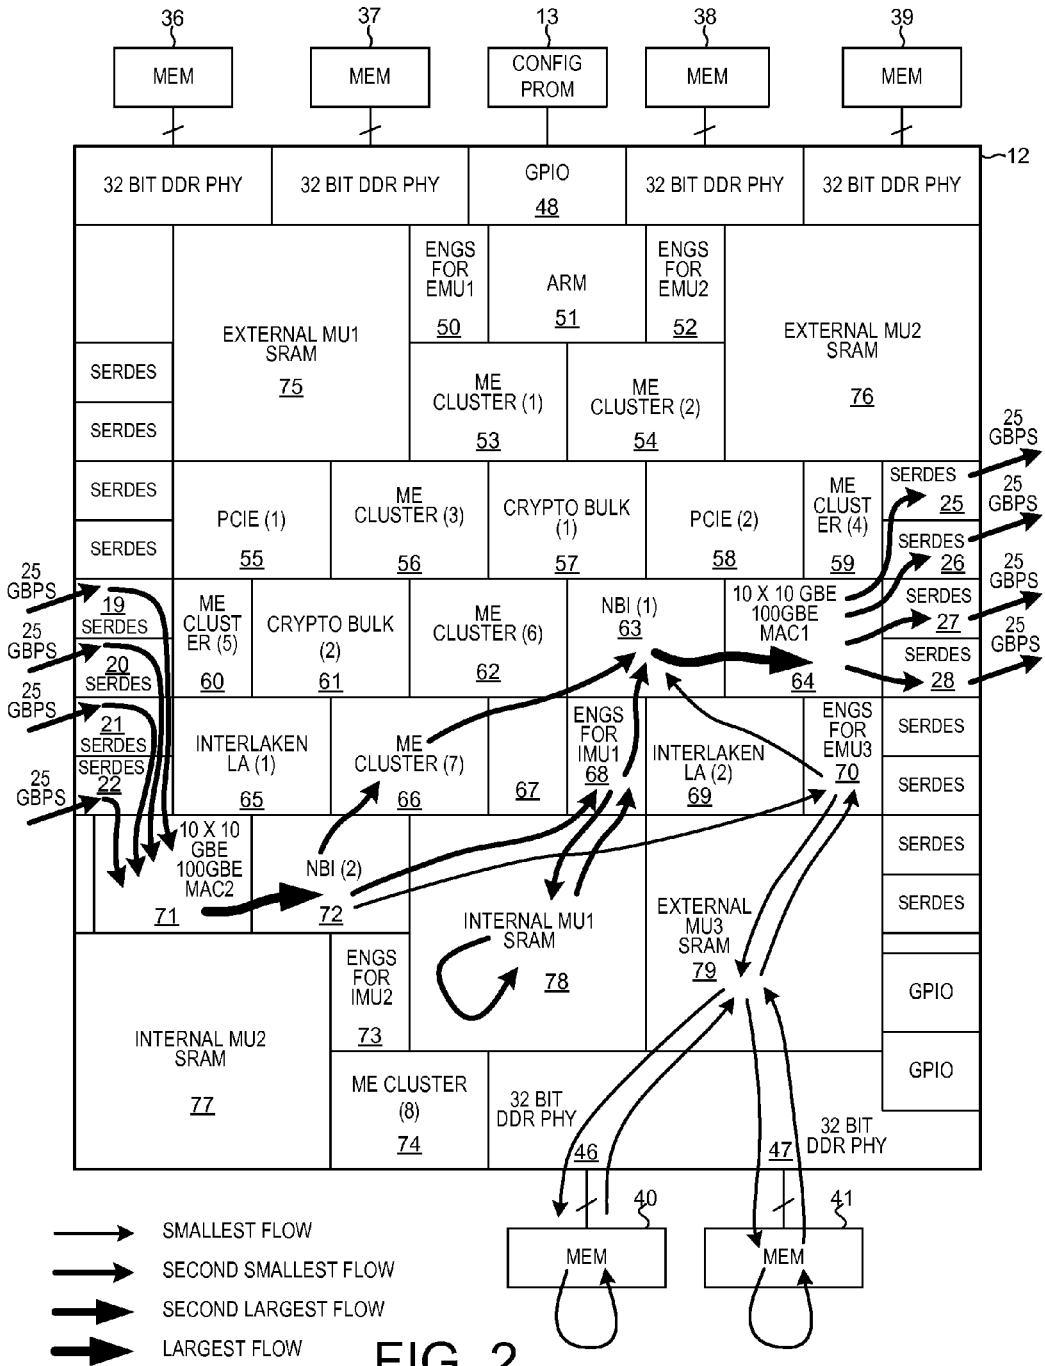 36
37
13
38
39
MEM
MEM
CONFIG
PROM
MEM
MEM
12
32 BIT DDR PHY
32 BIT DDR PHY
GPIO
48
32 BIT DDR PHY
32 BIT DDR PHY
ENGS
FOR
EMU1
50
ARM
51
ENGS
FOR
EMU2
52
EXTERNAL MU1
SRAM
75
EXTERNAL MU2
SRAM
76
SERDES
SERDES
SERDES
SERDES
ME
CLUSTER (1)
53
ME
CLUSTER (2)
54
PCIE (1)
55
ME
CLUSTER (3)
56
CRYPTO BULK
(1)
57
PCIE (2)
58
ME
CLUST
ER (4)
59
SERDES
25
25
GBPS
SERDES
26
25
GBPS
25
GBPS
19
SERDES
25
GBPS
20
SERDES
25
GBPS
21
SERDES
25
GBPS
SERDES
22
ME
CLUST
ER (5)
60
CRYPTO BULK
(2)
61
ME
CLUSTER (6)
62
NBI (1)
63
10 X 10 GBE
100GBE
MAC1
64
SERDES
27
25
GBPS
SERDES
28
25
GBPS
INTERLAKEN
LA (1)
65
ME
CLUSTER (7)
66
67
ENGS
FOR
IMU1
68
INTERLAKEN
LA (2)
69
ENGS
FOR
EMU3
70
SERDES
SERDES
10 X 10
GBE
100GBE
MAC2
71
NBI (2)
72
INTERNAL MU1
SRAM
78
EXTERNAL
MU3
SRAM
79
SERDES
SERDES
GPIO
GPIO
INTERNAL MU2
SRAM
77
ENGS
FOR
IMU2
73
ME CLUSTER
(8)
74
32 BIT
DDR PHY
46
32 BIT
DDR PHY
47
40
MEM
41
MEM
SMALLEST FLOW
SECOND SMALLEST FLOW
SECOND LARGEST FLOW
LARGEST FLOW
FIG. 2